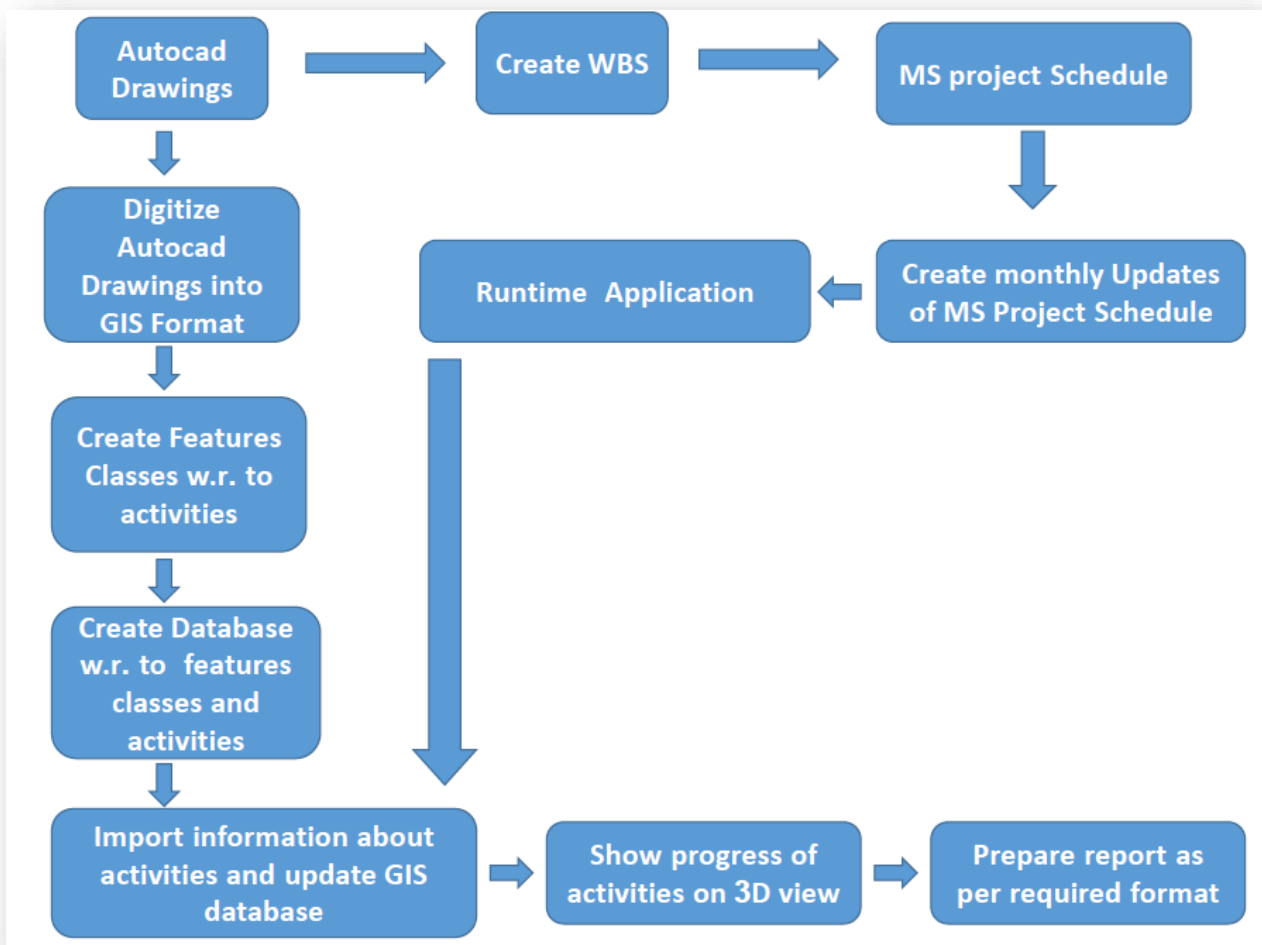 Autocad
Drawings
Create WBS
MS project Schedule
Digitize
Autocad
Drawings into
GIS Format
Runtime Application
Create monthly Updates
of MS Project Schedule
Create Features
Classes w.r. to
activities
Create Database
w.r. to features
classes and
activities
Import information about
activities and update GIS
database
Show progress of
activities on 3D view
Prepare report as
per required format